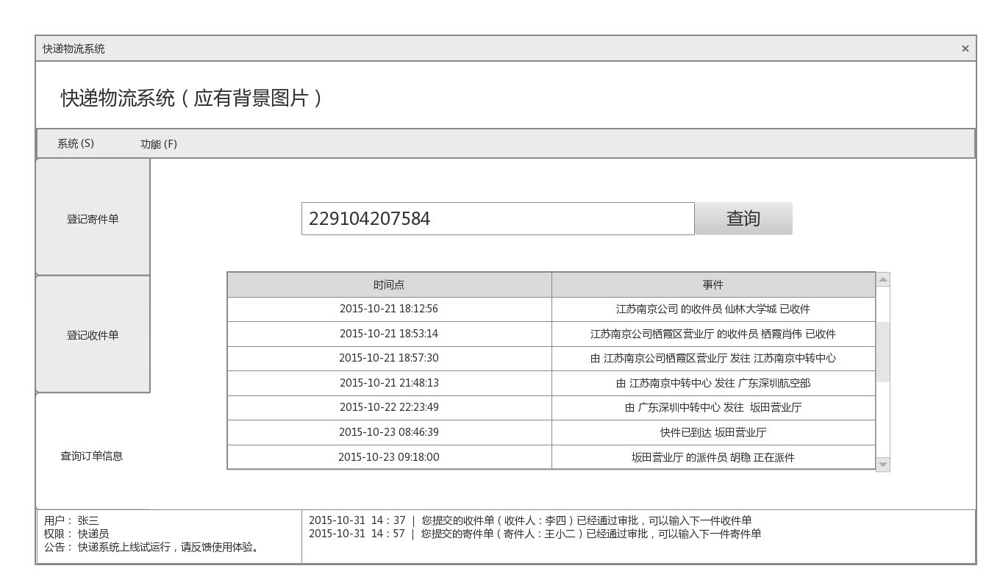 快递物流系统 ×
快递物流系统（应有背景图片）
系统 (S) 功能 (F)
登记寄件单
登记收件单
查询订单信息
229104207584 查询
时间点 事件
2015-10-21 18:12:56 江苏南京公司 的收件员 仙林大学城 已收件
2015-10-21 18:53:14 江苏南京公司栖霞区营业厅 的收件员 栖霞肖伟 已收件
2015-10-21 18:57:30 由 江苏南京公司栖霞区营业厅 发往 江苏南京中转中心
2015-10-21 21:48:13 由 江苏南京中转中心 发往 广东深圳航空部
2015-10-22 22:23:49 由 广东深圳中转中心 发往 坂田营业厅
2015-10-23 08:46:39 快件已到达 坂田营业厅
2015-10-23 09:18:00 坂田营业厅 的派件员 胡稳 正在派件
用户： 张三
权限： 快递员
公告： 快递系统上线试运行，请反馈使用体验。
2015-10-31 14：37 | 您提交的收件单（收件人：李四）已经通过审批，可以输入下一件收件单
2015-10-31 14：57 | 您提交的寄件单（寄件人：王小二）已经通过审批，可以输入下一件寄件单